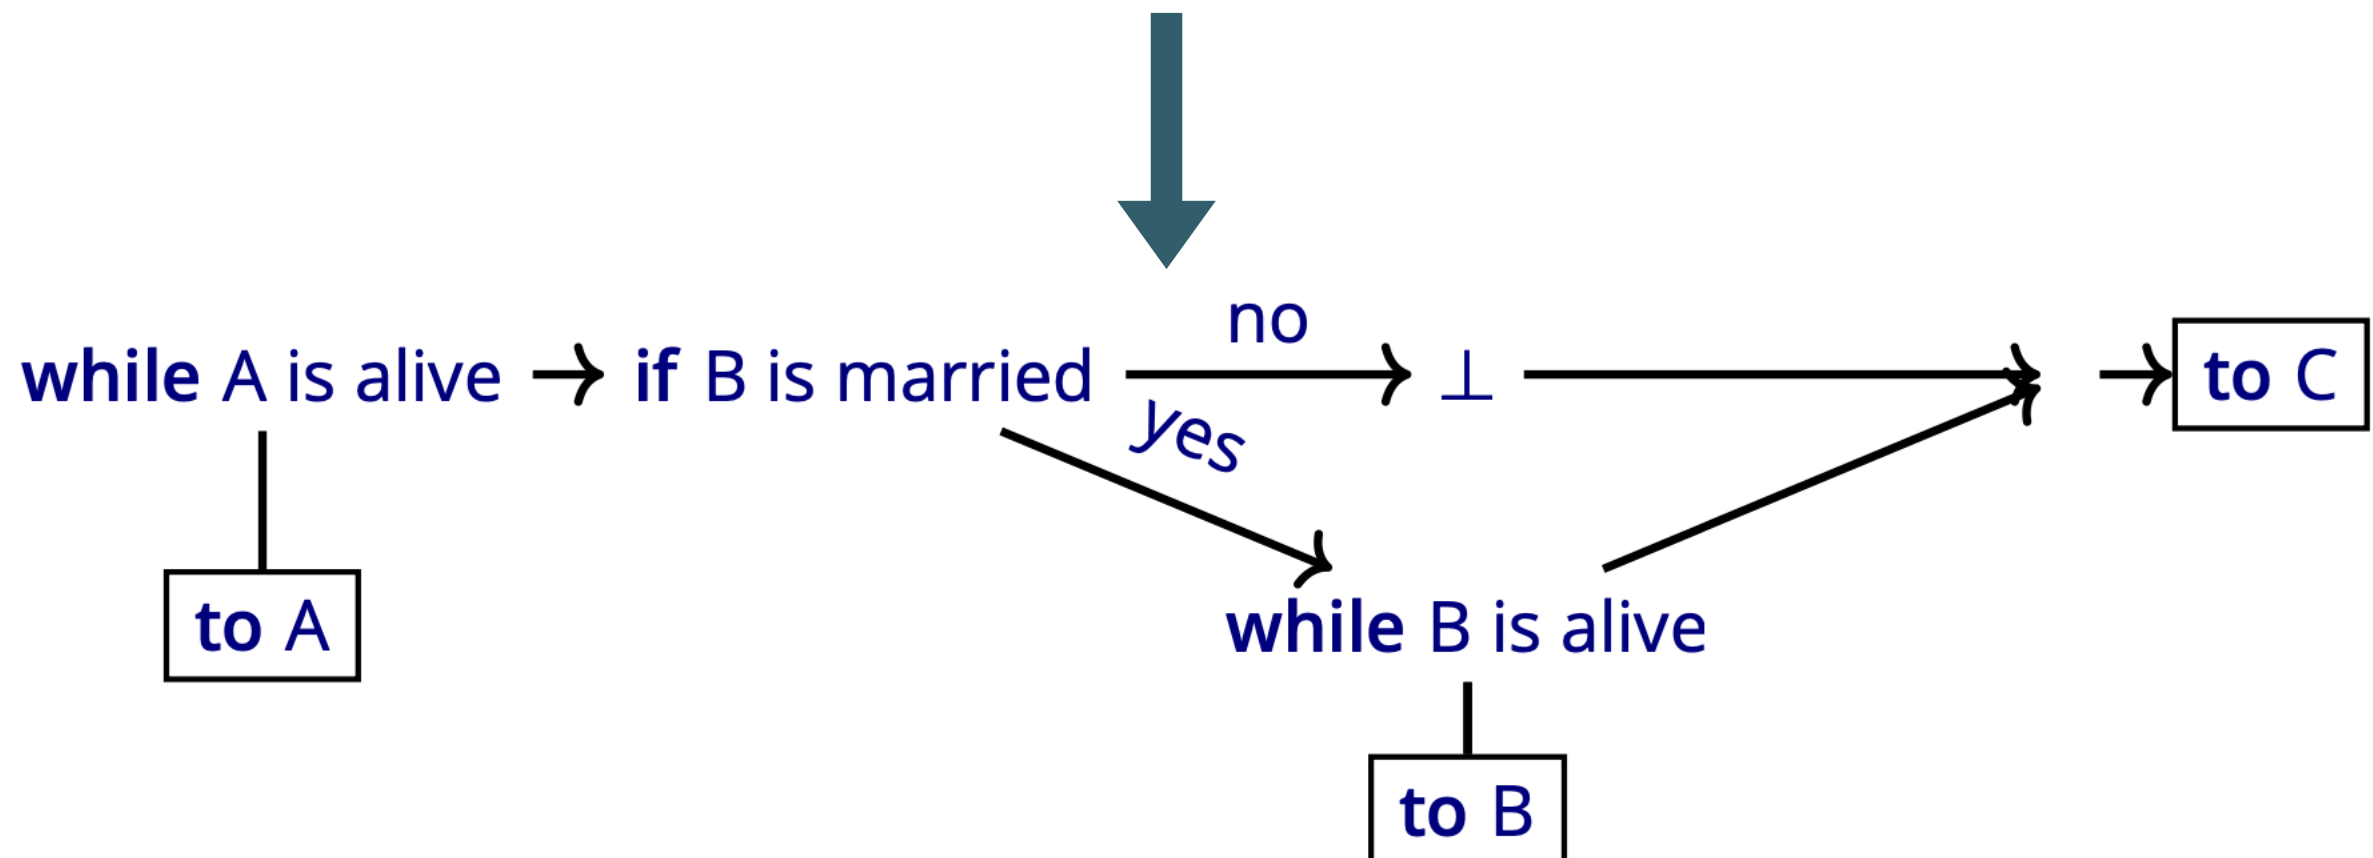 no
while A is alive if B is married ⊥ to C
yes
to A
while B is alive
to B